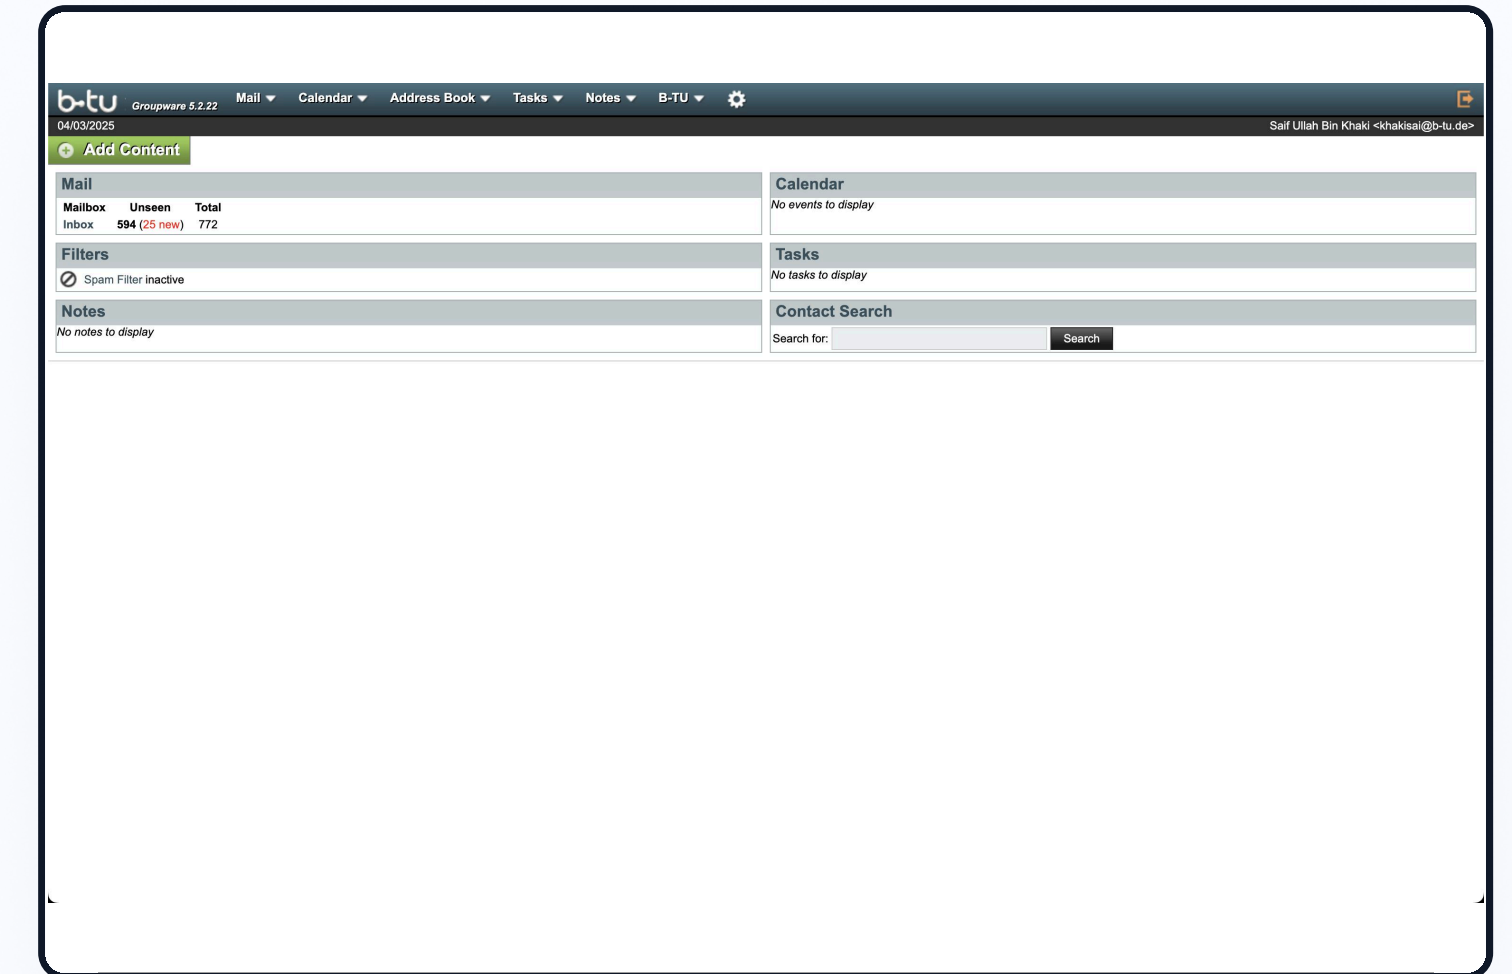 b-tu Groupware 5.2.22 Mail Calendar Address Book Tasks Notes B-TU
04/03/2025 Saif Ullah Bin Khaki <khakisai@b-tu.de>
Add Content
Mail
Mailbox Unseen Total
Inbox 594 (25 new) 772
Calendar
No events to display
Filters
Spam Filter inactive
Tasks
No tasks to display
Notes
No notes to display
Contact Search
Search for: Search